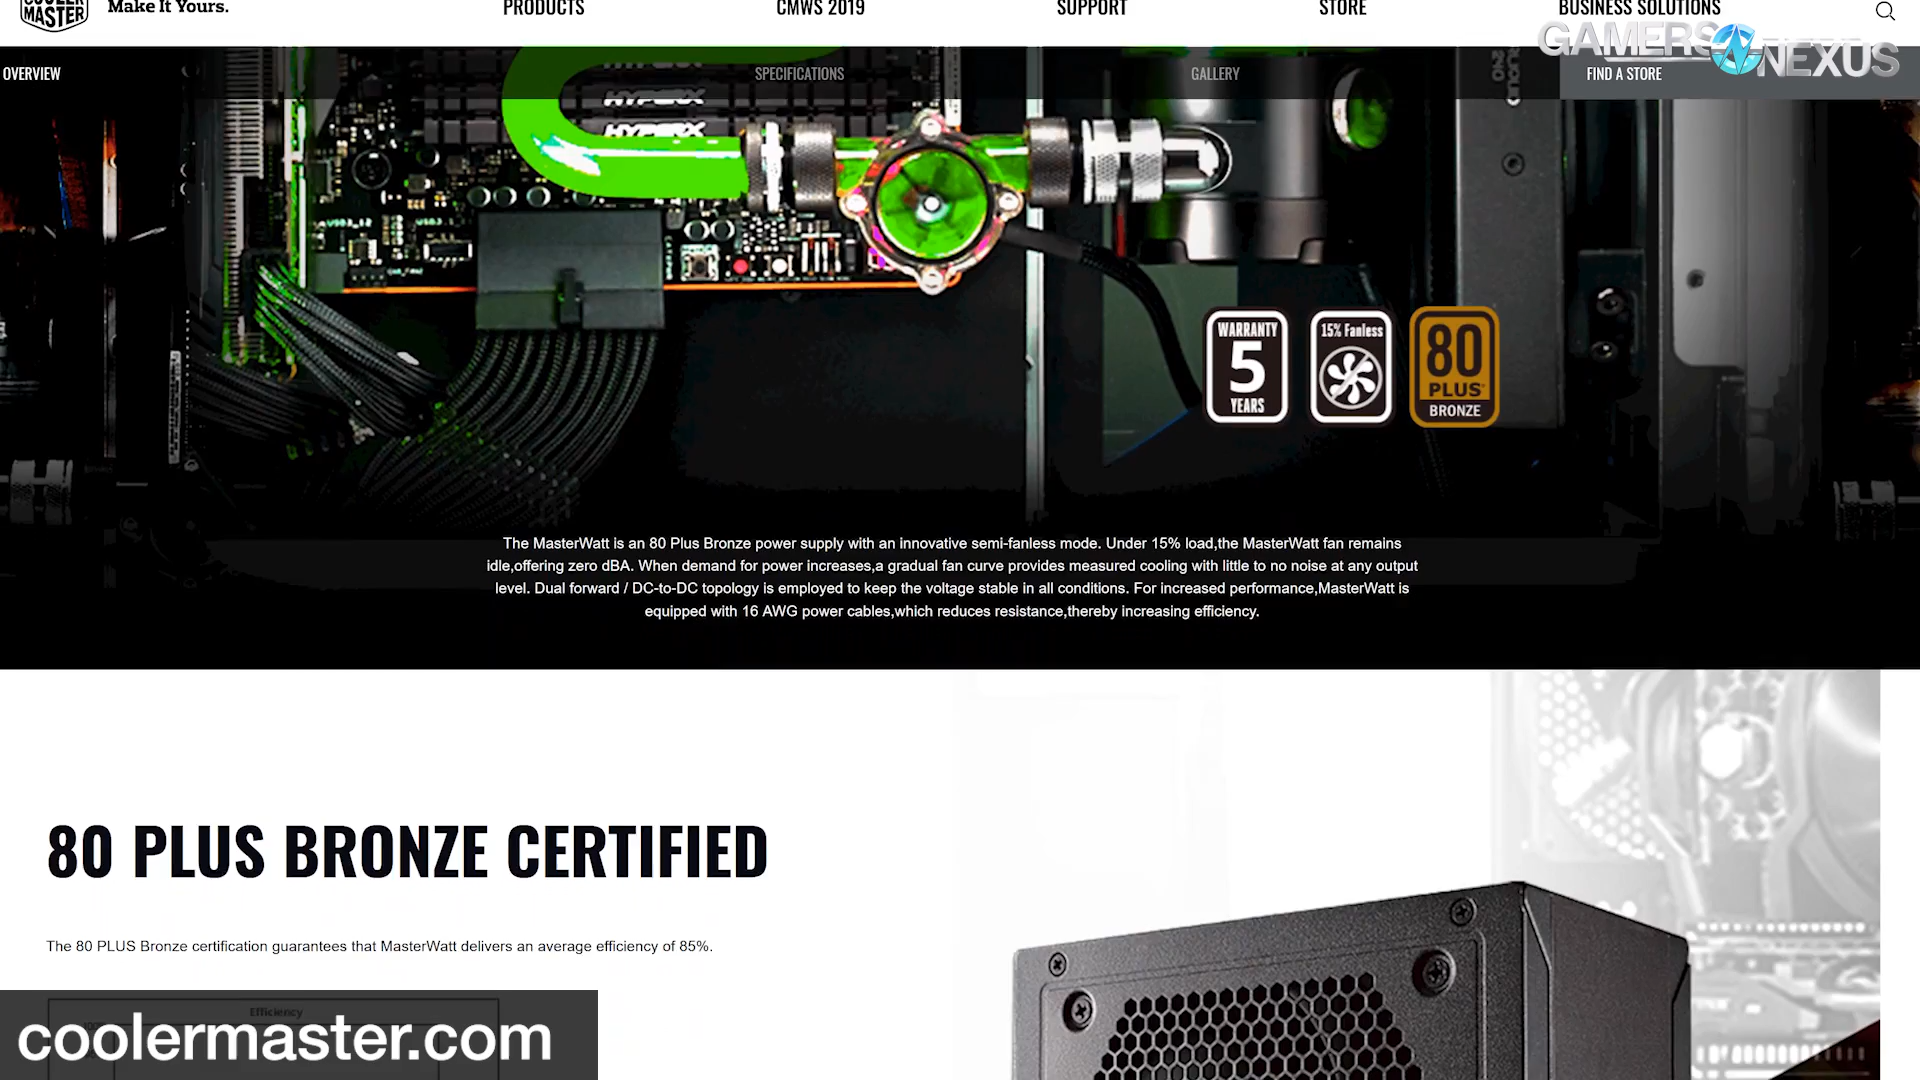 COOLER
MASTER
Make It Yours.
PRODUCTS
CMWS 2019
SUPPORT
STORE
BUSINESS SOLUTIONS
GAMERS NEXUS
OVERVIEW
SPECIFICATIONS
GALLERY
FIND A STORE
HYPERX
HYPERX
WARRANTY
5
YEARS
15% Fanless
80
PLUS
BRONZE
The MasterWatt is an 80 Plus Bronze power supply with an innovative semi-fanless mode. Under 15% load,the MasterWatt fan remains
idle,offering zero dBA. When demand for power increases,a gradual fan curve provides measured cooling with little to no noise at any output
level. Dual forward / DC-to-DC topology is employed to keep the voltage stable in all conditions. For increased performance,MasterWatt is
equipped with 16 AWG power cables,which reduces resistance,thereby increasing efficiency.
80 PLUS BRONZE CERTIFIED
The 80 PLUS Bronze certification guarantees that MasterWatt delivers an average efficiency of 85%.
Efficiency
coolermaster.com